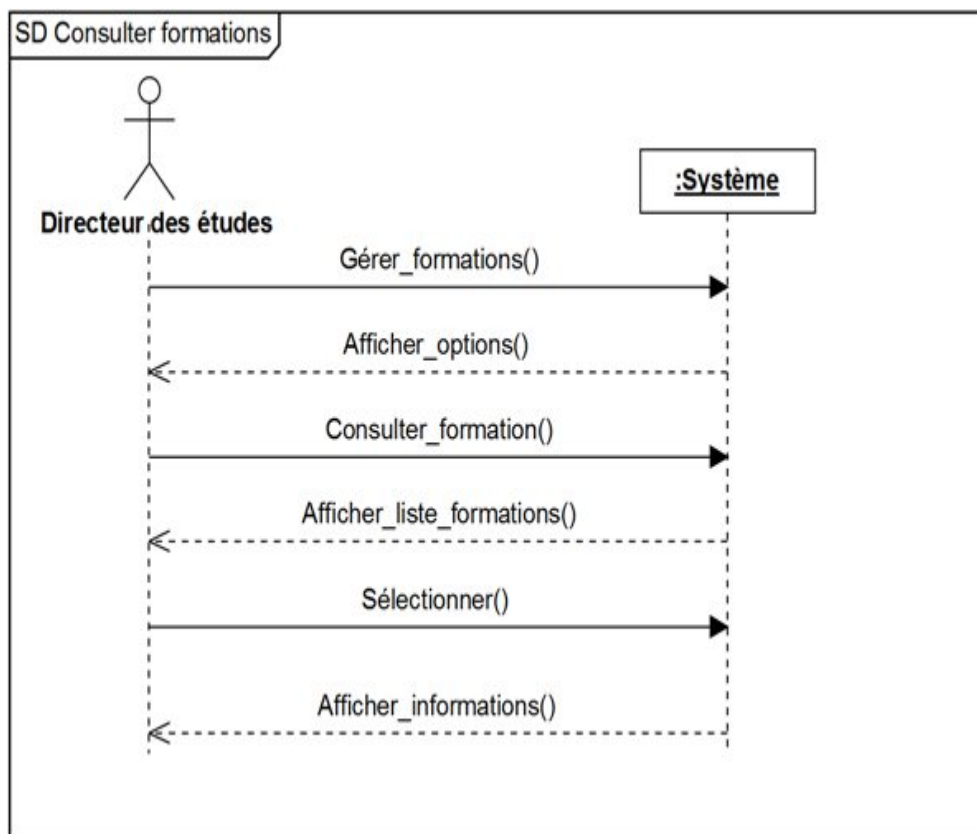 SD Consulter formations
:Système
Directeur des études
Gérer_formations()
Afficher_options()
Consulter_formation()
Afficher_liste_formations()
Sélectionner()
Afficher_informations()